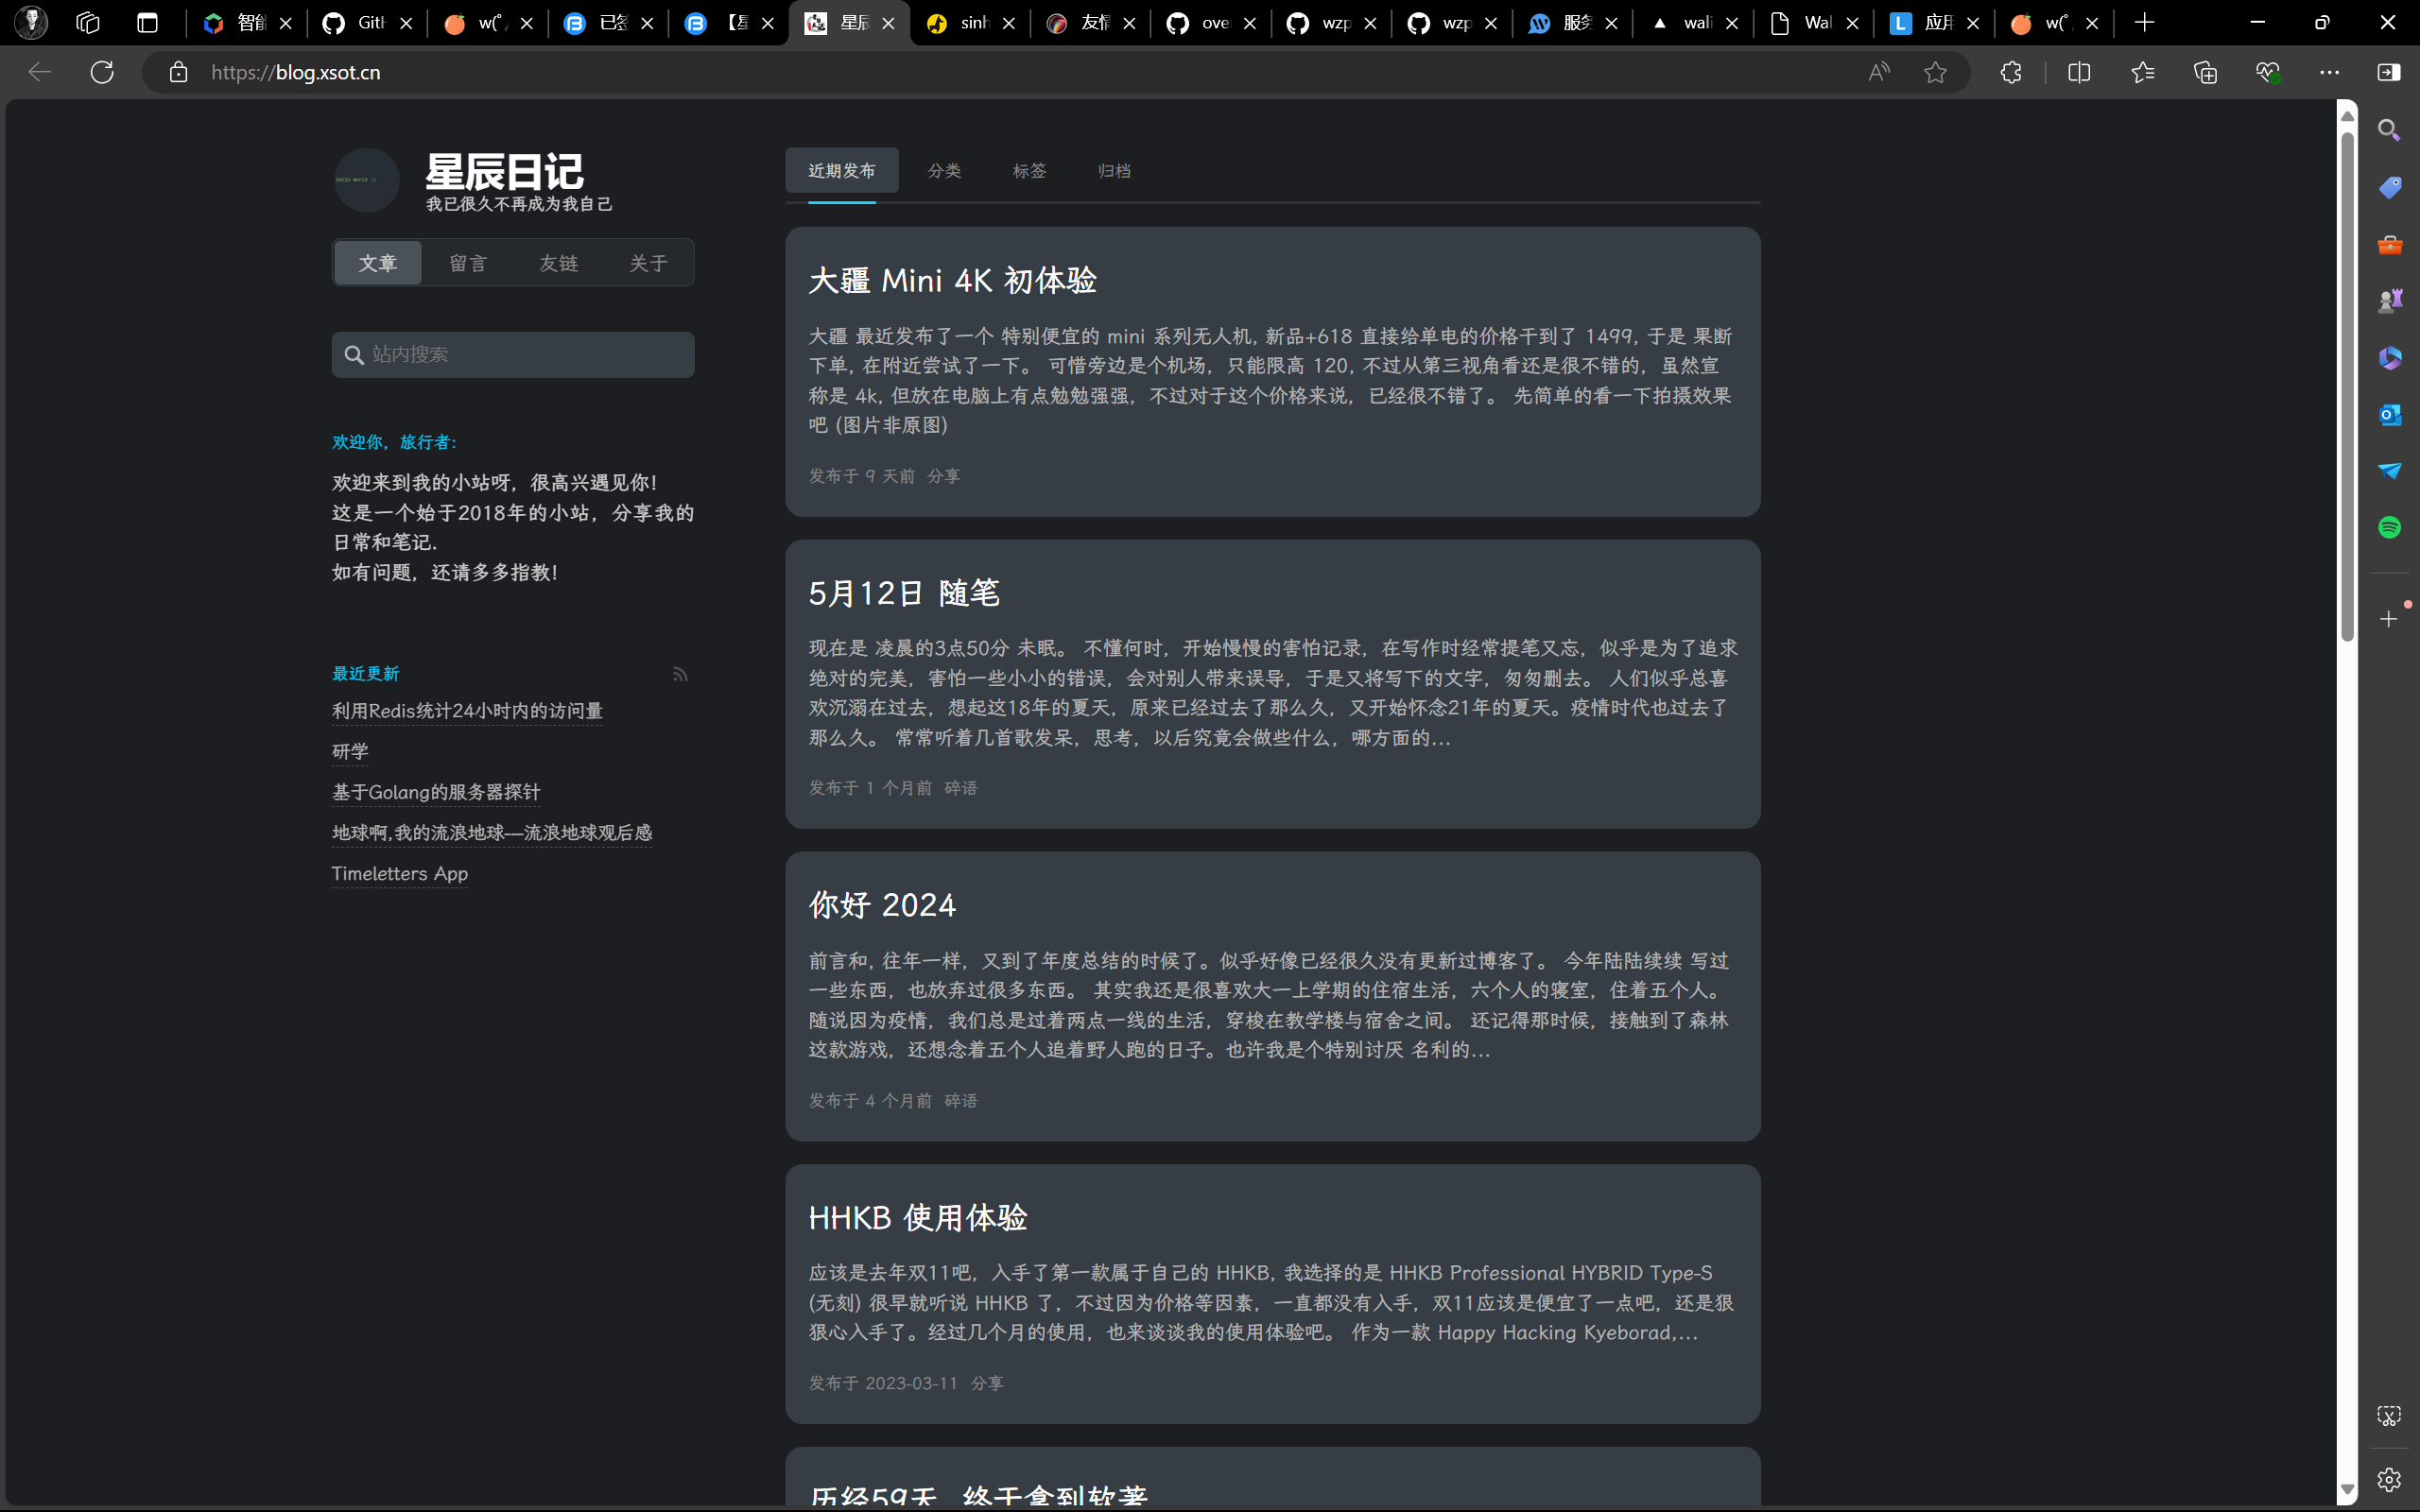 智能
GitH
w(ﾟ
已签
【星
星辰
sinh
友情
ove
wzp
wzp
服务
wali
Wal
应用
w(ﾟ
https://blog.xsot.cn
星辰日记
我已很久不再成为我自己
文章 留言 友链 关于
站内搜索
欢迎你，旅行者:
欢迎来到我的小站呀，很高兴遇见你!
这是一个始于2018年的小站，分享我的
日常和笔记.
如有问题，还请多多指教!
最近更新
利用Redis统计24小时内的访问量
研学
基于Golang的服务器探针
地球啊,我的流浪地球—流浪地球观后感
Timeletters App
近期发布 分类 标签 归档
大疆 Mini 4K 初体验
大疆 最近发布了一个 特别便宜的 mini 系列无人机, 新品+618 直接给单电的价格干到了 1499, 于是 果断
下单, 在附近尝试了一下。 可惜旁边是个机场，只能限高 120, 不过从第三视角看还是很不错的，虽然宣
称是 4k, 但放在电脑上有点勉勉强强，不过对于这个价格来说，已经很不错了。 先简单的看一下拍摄效果
吧 (图片非原图)
发布于 9 天前 分享
5月12日 随笔
现在是 凌晨的3点50分 未眠。 不懂何时，开始慢慢的害怕记录，在写作时经常提笔又忘，似乎是为了追求
绝对的完美，害怕一些小小的错误，会对别人带来误导，于是又将写下的文字，匆匆删去。 人们似乎总喜
欢沉溺在过去，想起这18年的夏天，原来已经过去了那么久，又开始怀念21年的夏天。疫情时代也过去了
那么久。 常常听着几首歌发呆，思考，以后究竟会做些什么，哪方面的...
发布于 1 个月前 碎语
你好 2024
前言和, 往年一样，又到了年度总结的时候了。似乎好像已经很久没有更新过博客了。 今年陆陆续续 写过
一些东西，也放弃过很多东西。 其实我还是很喜欢大一上学期的住宿生活，六个人的寝室，住着五个人。
随说因为疫情，我们总是过着两点一线的生活，穿梭在教学楼与宿舍之间。 还记得那时候，接触到了森林
这款游戏，还想念着五个人追着野人跑的日子。也许我是个特别讨厌 名利的...
发布于 4 个月前 碎语
HHKB 使用体验
应该是去年双11吧，入手了第一款属于自己的 HHKB, 我选择的是 HHKB Professional HYBRID Type-S
(无刻) 很早就听说 HHKB 了，不过因为价格等因素，一直都没有入手，双11应该是便宜了一点吧，还是狠
狠心入手了。经过几个月的使用，也来谈谈我的使用体验吧。 作为一款 Happy Hacking Kyeborad,...
发布于 2023-03-11 分享
历经59天，终于拿到软著